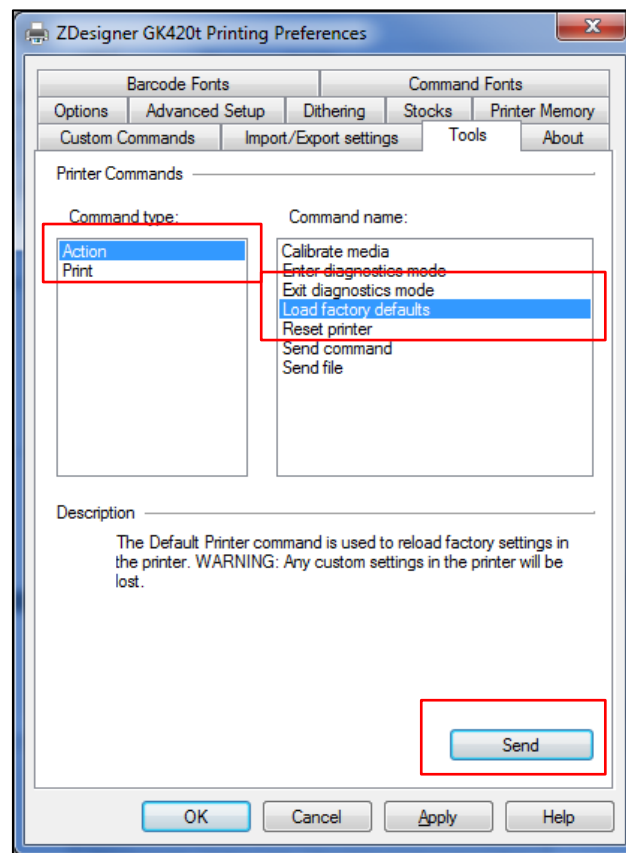 ZDesigner GK420t Printing Preferences
X
Barcode Fonts Command Fonts
Options Advanced Setup Dithering Stocks Printer Memory
Custom Commands Import/Export settings Tools About
Printer Commands
Command type: Command name:
Action
Print
Calibrate media
Enter diagnostics mode
Exit diagnostics mode
Load factory defaults
Reset printer
Send command
Send file
Description
The Default Printer command is used to reload factory settings in
the printer. WARNING: Any custom settings in the printer will be
lost.
Send
OK Cancel Apply Help